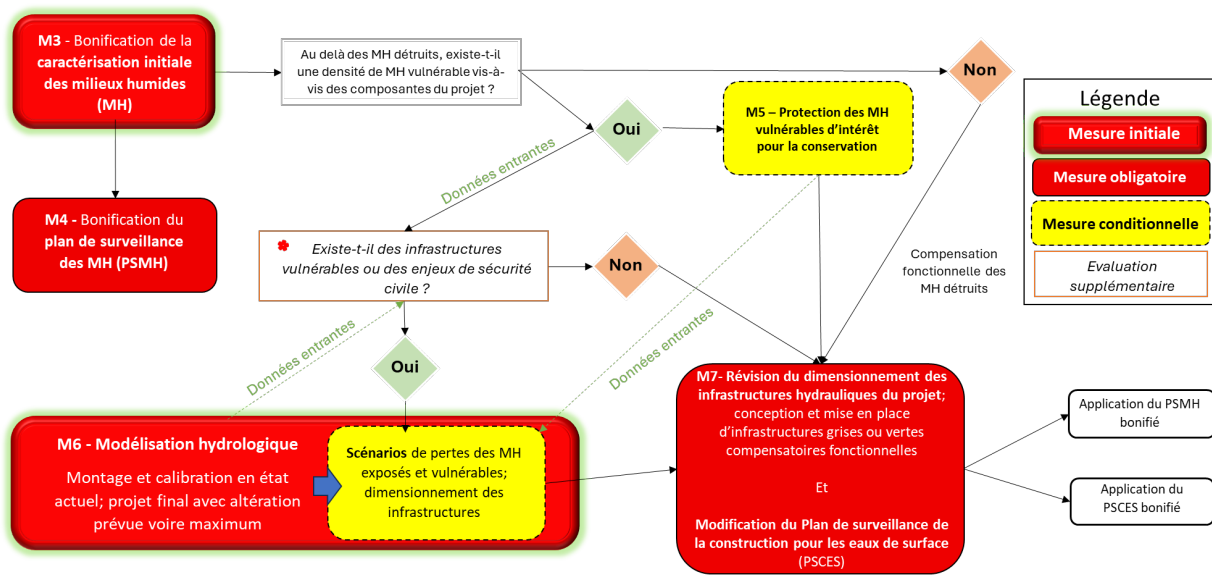 M3 - Bonification de la
caractérisation initiale
des milieux humides
(MH)
Au delà des MH détruits, existe-t-il
une densité de MH vulnérable vis-à-
vis des composantes du projet ?
Non
Légende
Mesure initiale
Mesure obligatoire
Mesure conditionnelle
Evaluation
supplémentaire
Oui
M5 – Protection des MH
vulnérables d'intérêt
pour la conservation
Données entrantes
M4 - Bonification du
plan de surveillance
des MH (PSMH)
Existe-t-il des infrastructures
vulnérables ou des enjeux de sécurité
civile ?
Non
Compensation
fonctionnelle des
MH détruits
Données entrantes
Données entrantes
Oui
M6 - Modélisation hydrologique
Montage et calibration en état
actuel; projet final avec altération
prévue voire maximum
Scénarios de pertes des MH
exposés et vulnérables;
dimensionnement des
infrastructures
M7- Révision du dimensionnement des
infrastructures hydrauliques du projet;
conception et mise en place
d'infrastructures grises ou vertes
compensatoires fonctionnelles
Et
Modification du Plan de surveillance de
la construction pour les eaux de surface
(PSCES)
Application du PSMH
bonifié
Application du
PSCES bonifié